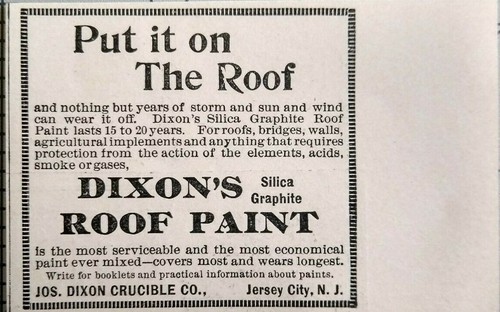 Put it on
The Roof
and nothing but years of storm and sun and wind
can wear it off. Dixon's Silica Graphite Roof
Paint lasts 15 to 20 years. For roofs, bridges, walls,
agricultural implements and anything that requires
protection from the action of the elements, acids,
smoke or gases,
DIXON'S Silica
Graphite
ROOF PAINT
is the most serviceable and the most economical
paint ever mixed—covers most and wears longest.
Write for booklets and practical information about paints.
JOS. DIXON CRUCIBLE CO., Jersey City, N. J.